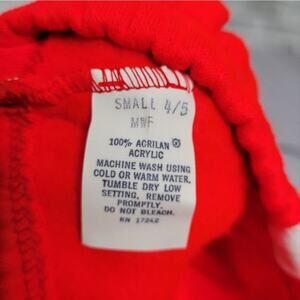 SMALL 4/5
MWF
100% ACRILAN®
ACRYLIC
MACHINE WASH USING
COLD OR WARM WATER.
TUMBLE DRY LOW
SETTING, REMOVE
PROMPTLY.
DO NOT BLEACH.
RN 17242